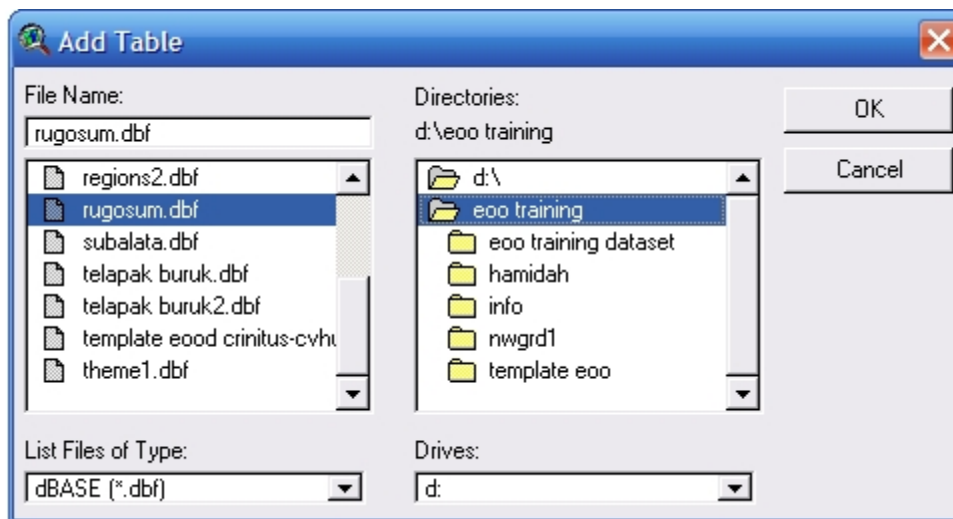 Add Table
File Name:
rugosum.dbf
regions2.dbf
rugosum.dbf
subalata.dbf
telapak buruk.dbf
telapak buruk2.dbf
template eood crinitus-cvhu
theme1.dbf
List Files of Type:
dBASE (*.dbf)
Directories:
d:\eoo training
d:\
eoo training
eoo training dataset
hamidah
info
nwgrd1
template eoo
Drives:
d:
OK
Cancel